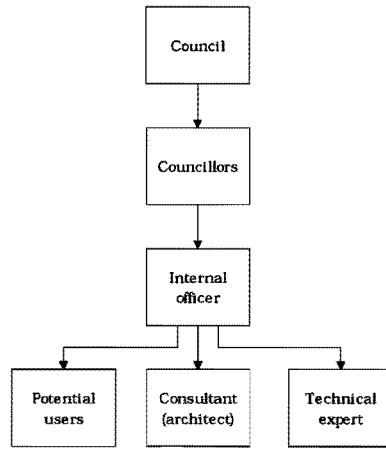 Council
Councillors
Internal
officer
Potential
users
Consultant
(architect)
Technical
expert